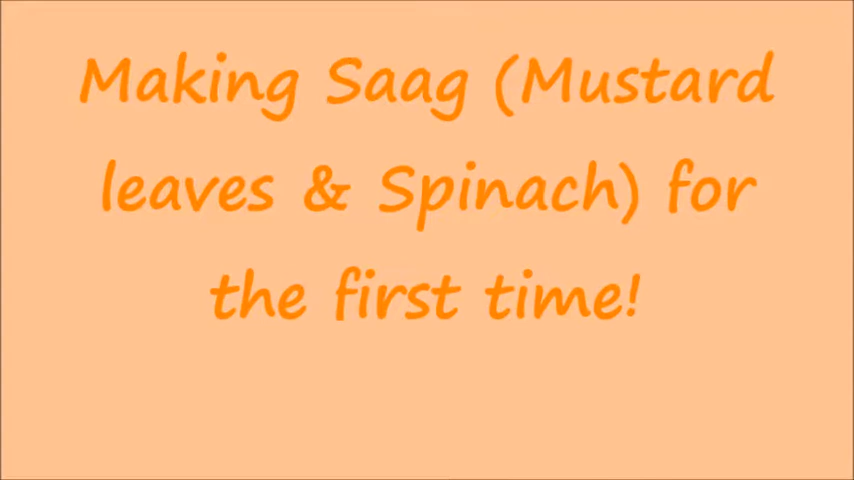 Making Saag (Mustard
leaves & Spinach) for
the first time!